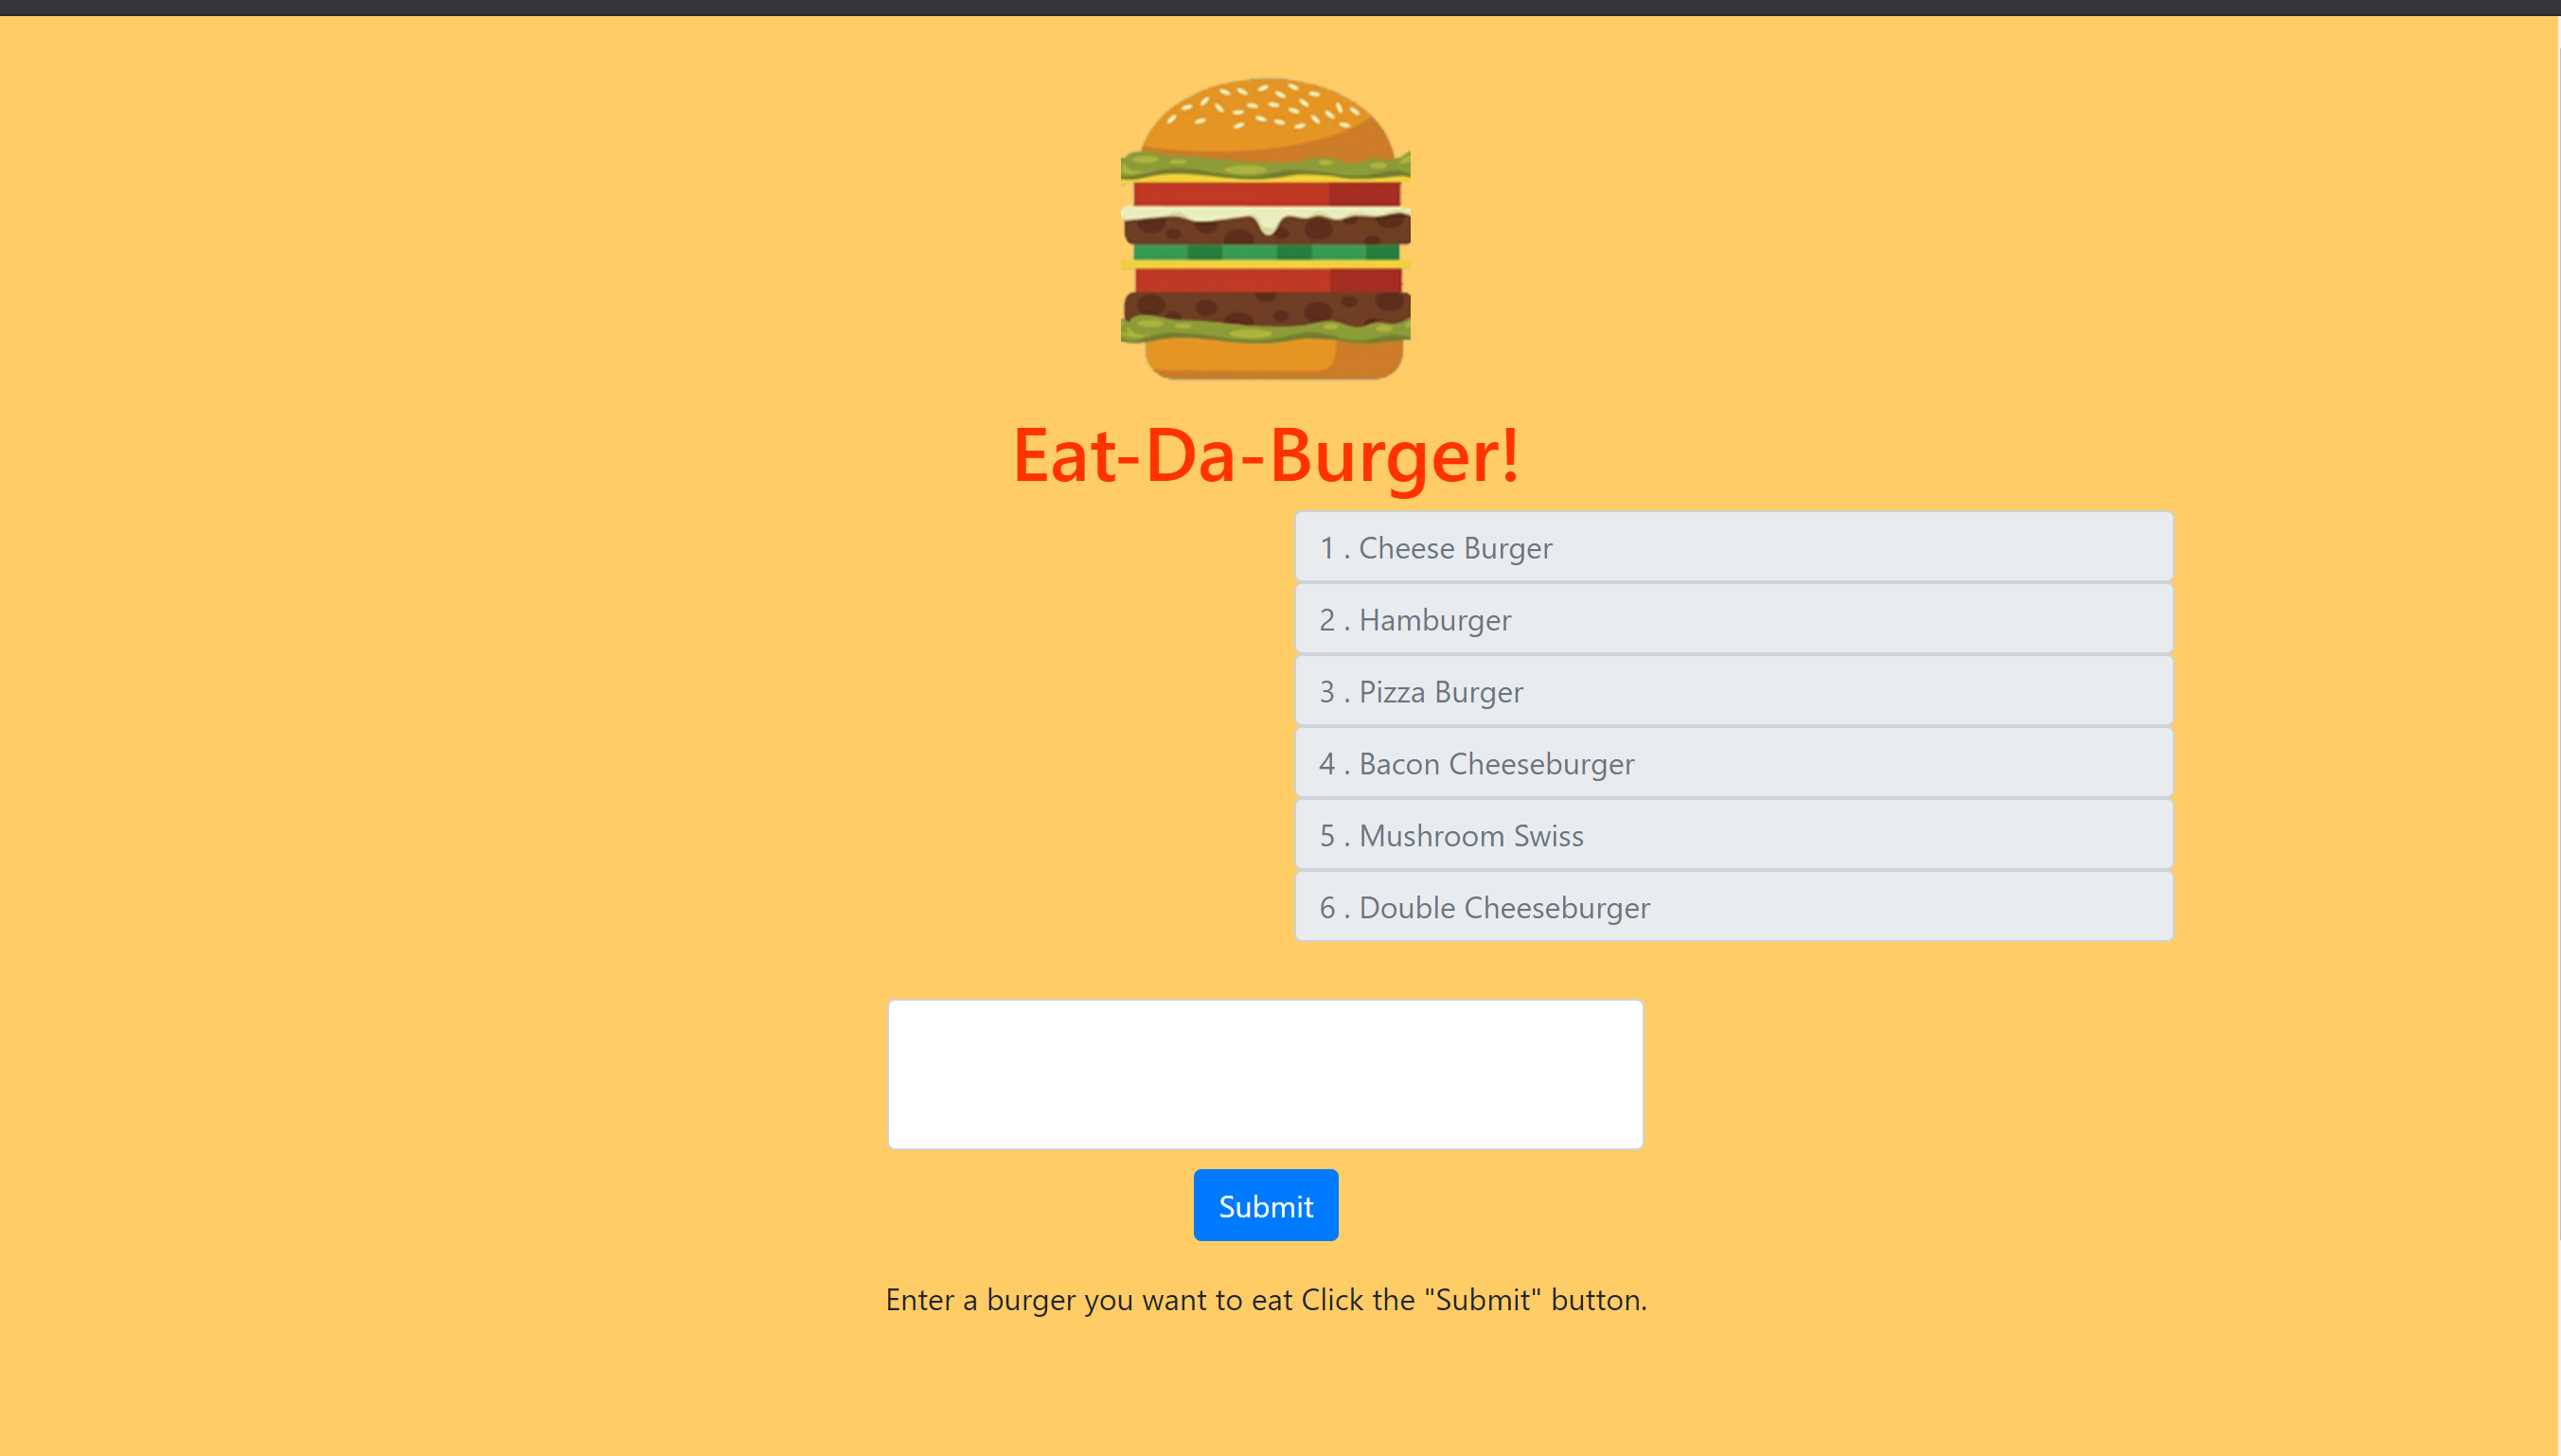 Eat-Da-Burger!
1 . Cheese Burger
2 . Hamburger
3 . Pizza Burger
4 . Bacon Cheeseburger
5 . Mushroom Swiss
6 . Double Cheeseburger
Submit
Enter a burger you want to eat Click the "Submit" button.